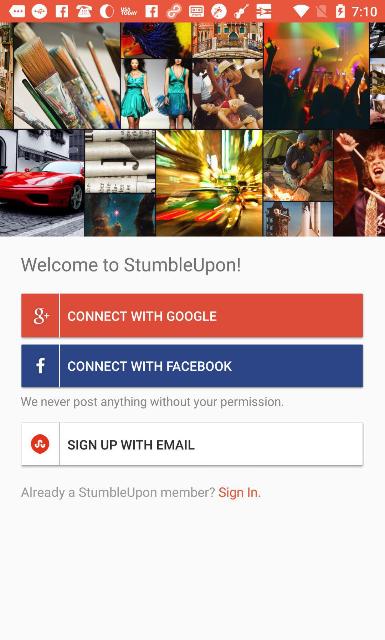 7:10
Welcome to StumbleUpon!
g+ CONNECT WITH GOOGLE
f CONNECT WITH FACEBOOK
We never post anything without your permission.
SIGN UP WITH EMAIL
Already a StumbleUpon member? Sign In.